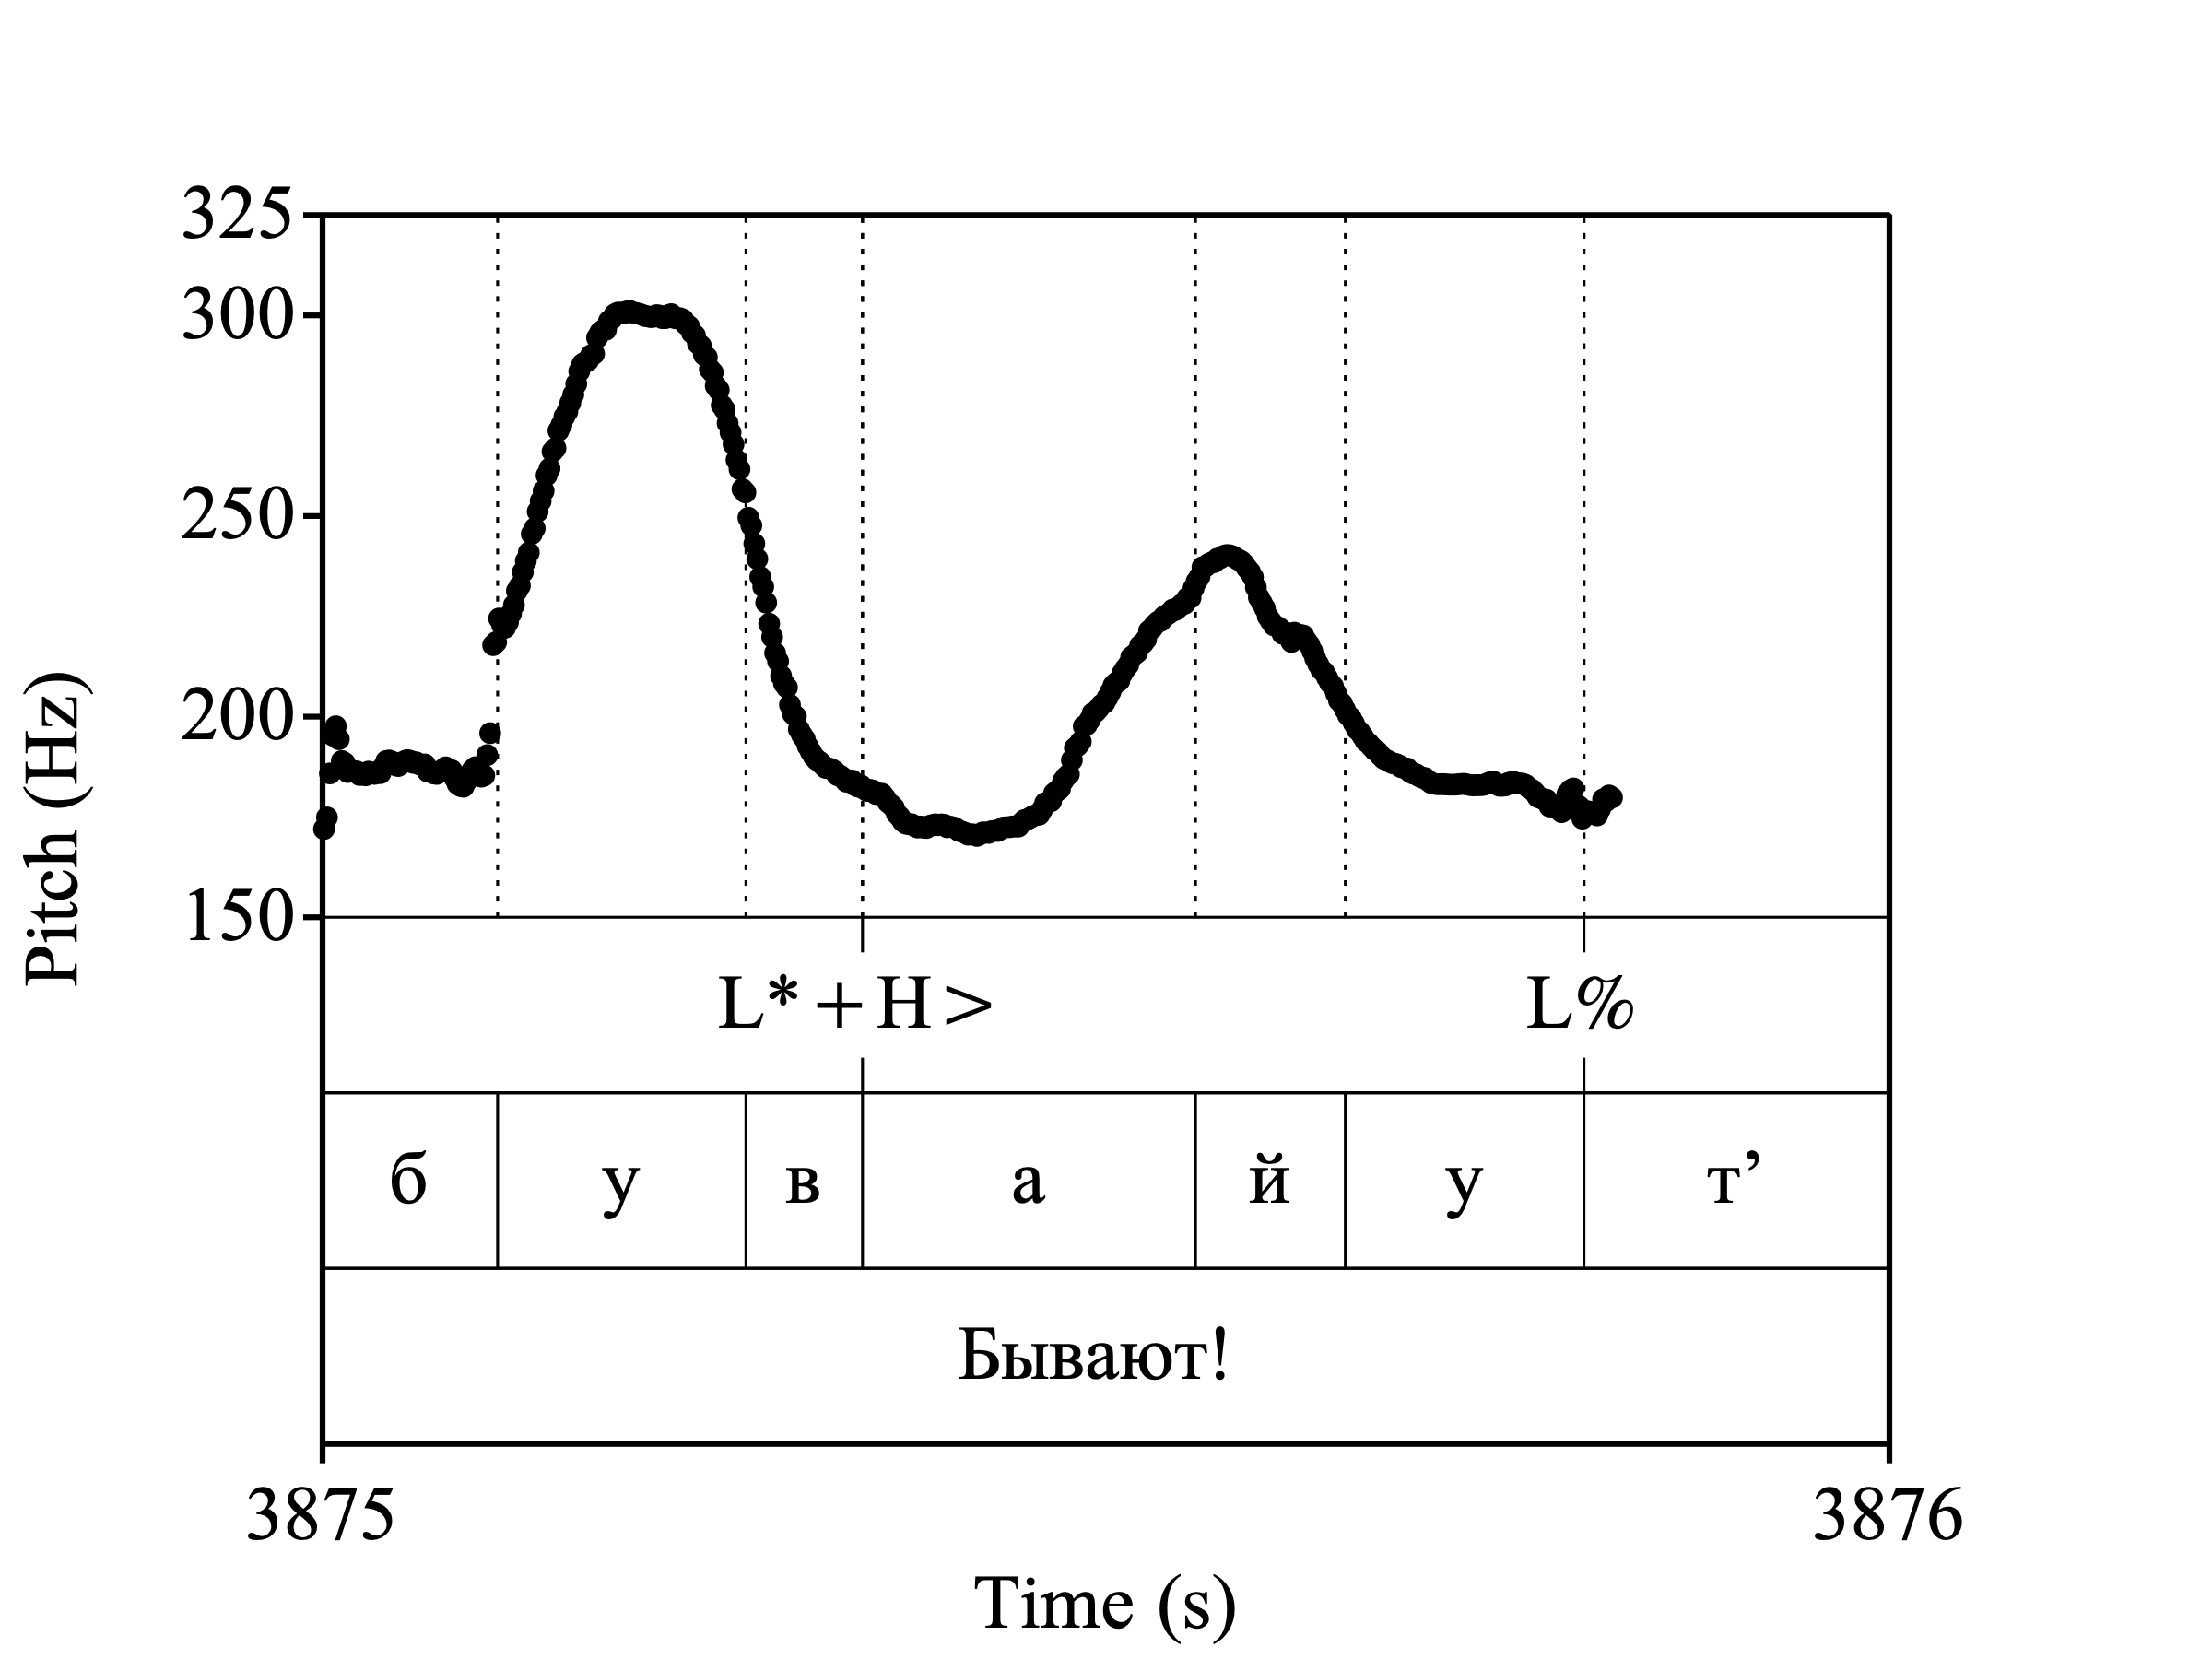 325
300
250
200
150
Pitch (Hz)
L*+H> L%
б у в а й у т’
Бывают!
3875 3876
Time (s)